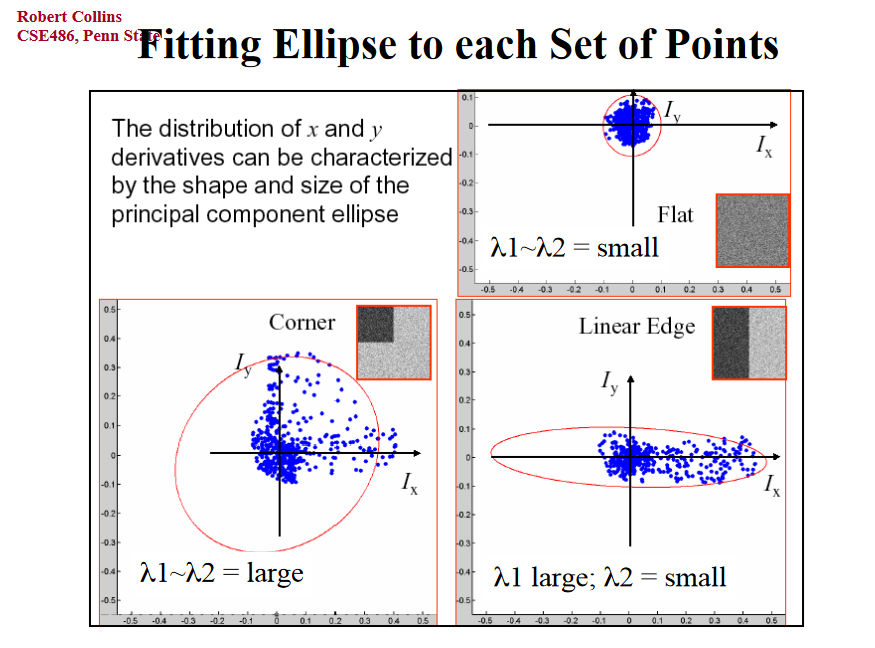 Robert Collins
CSE486, Penn State
Fitting Ellipse to each Set of Points
The distribution of x and y
derivatives can be characterized
by the shape and size of the
principal component ellipse
0.1
0
-0.1
-0.2
-0.3
-0.4
-0.5
Iy
Ix
Flat
λ1~λ2 = small
0 -0.5 -0.4 -0.3 -0.2 -0.1 0 0.1 0.2 0.3 0.4 0.5
0.5
0.4
0.3
0.2
0.1
0
-0.1
-0.2
-0.3
-0.4
-0.5
Corner
Iy
Ix
λ1~λ2 = large
-0.5 -0.4 -0.3 -0.2 -0.1 0 0.1 0.2 0.3 0.4 0.5
0.5
0.4
0.3
0.2
0.1
0
-0.1
-0.2
-0.3
-0.4
-0.5
Linear Edge
Iy
Ix
λ1 large; λ2 = small
-0.5 -0.4 -0.3 -0.2 -0.1 0 0.1 0.2 0.3 0.4 0.5